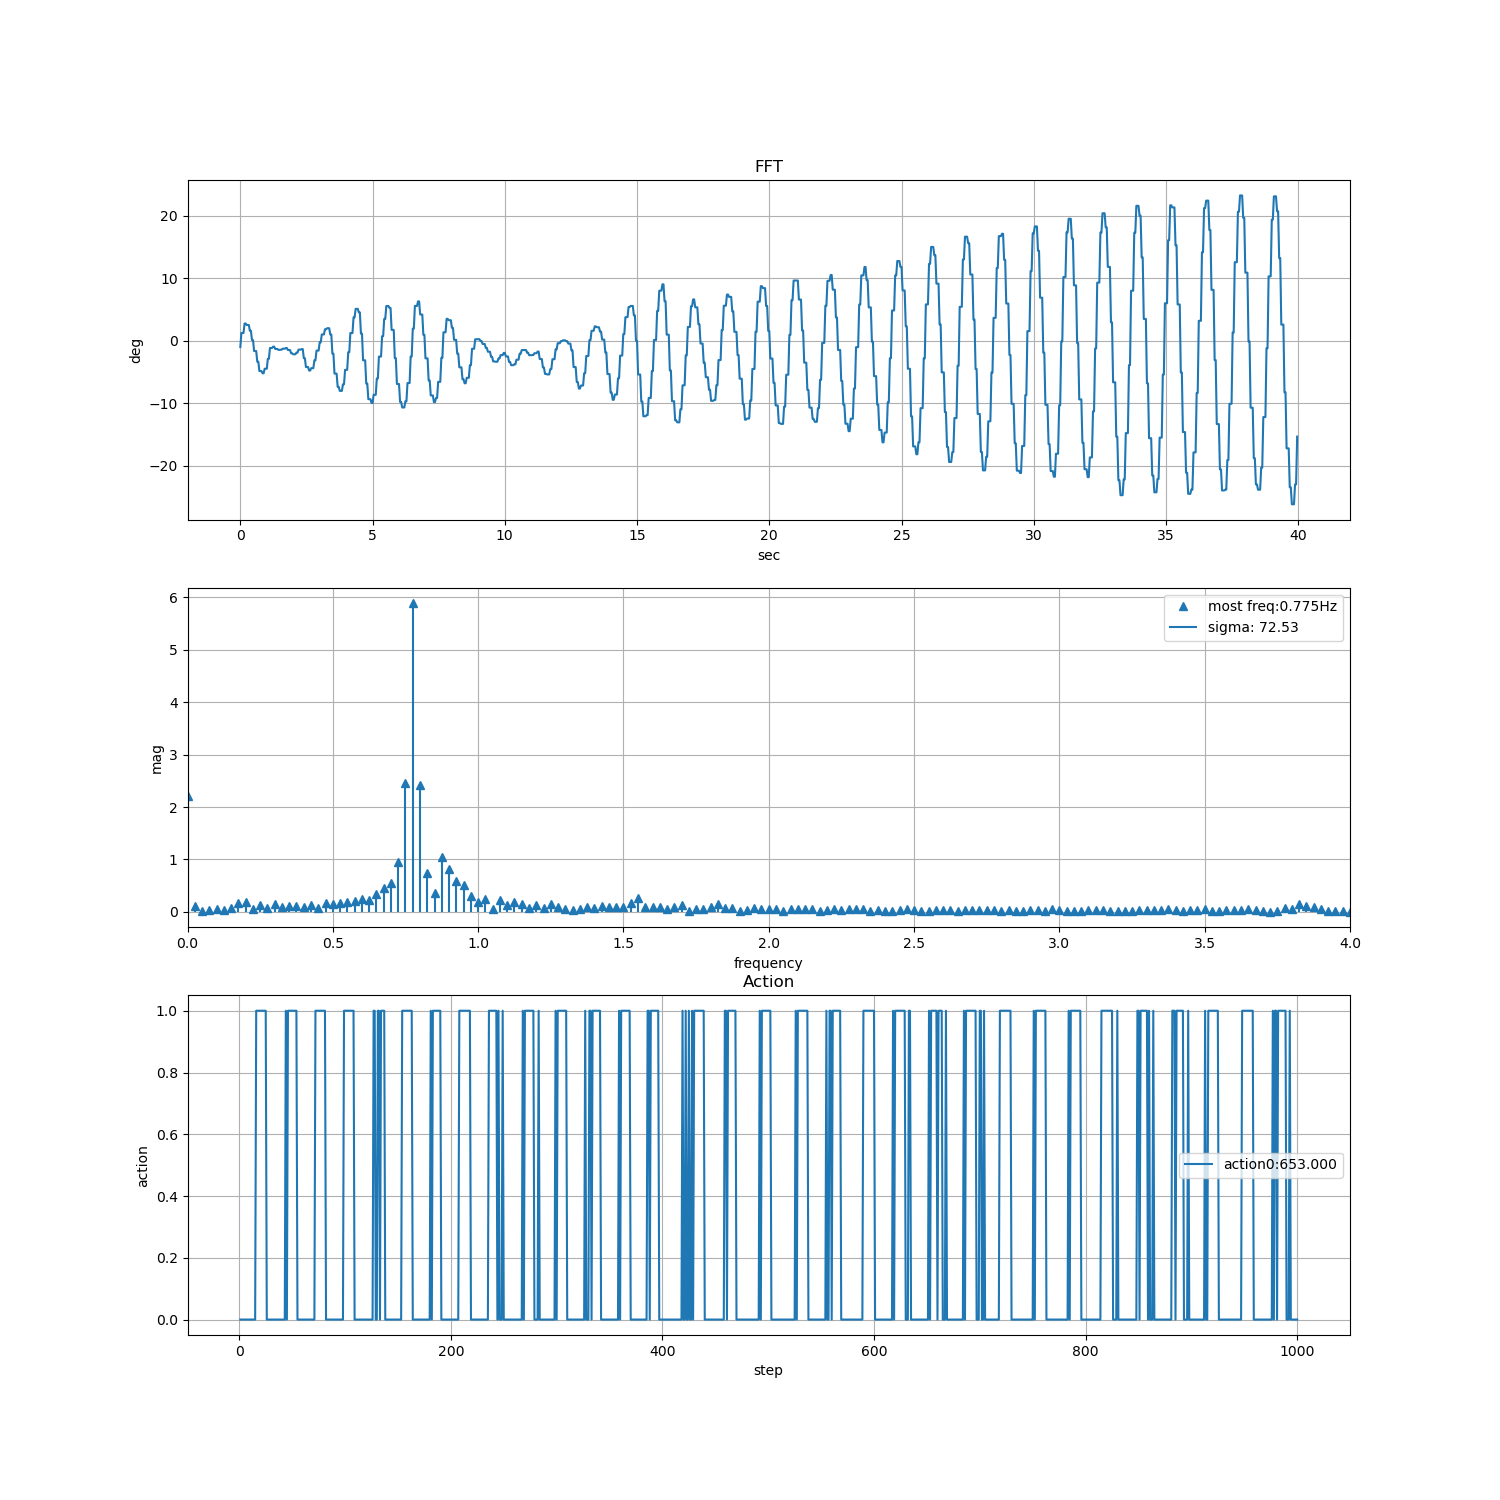 FFT
20
10
0
−10
−20
deg
0 5 10 15 20 25 30 35 40
sec
6
5
4
3
2
1
0
mag
most freq:0.775Hz
sigma: 72.53
0.0 0.5 1.0 1.5 2.0 2.5 3.0 3.5 4.0
frequency
Action
1.0
0.8
0.6
0.4
0.2
0.0
action
action0:653.000
0 200 400 600 800 1000
step